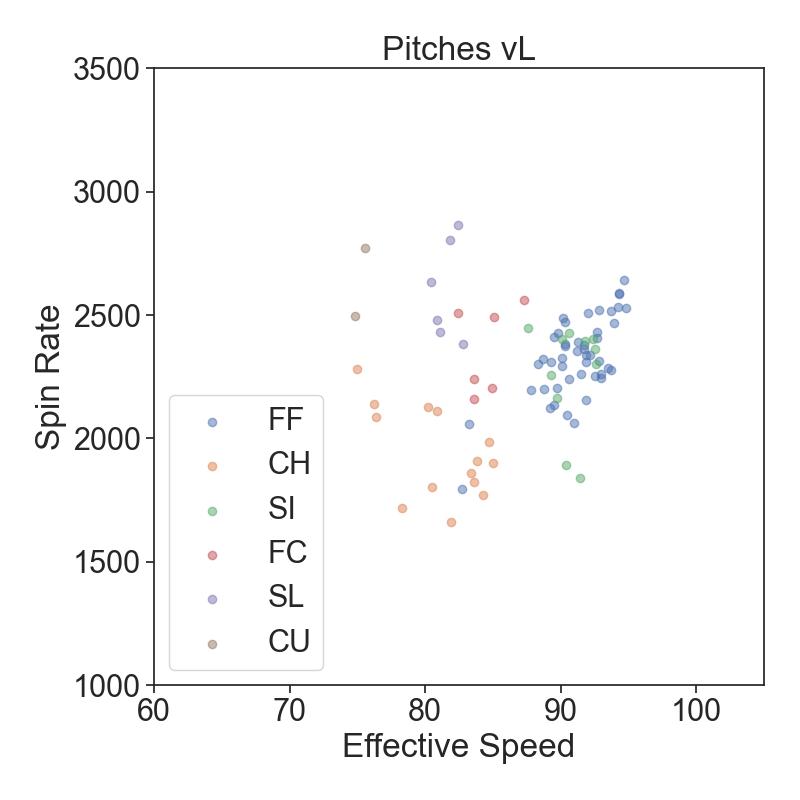 Pitches vL
3500
3000
2500
2000
1500
1000
Spin Rate
FF
CH
SI
FC
SL
CU
60 70 80 90 100
Effective Speed